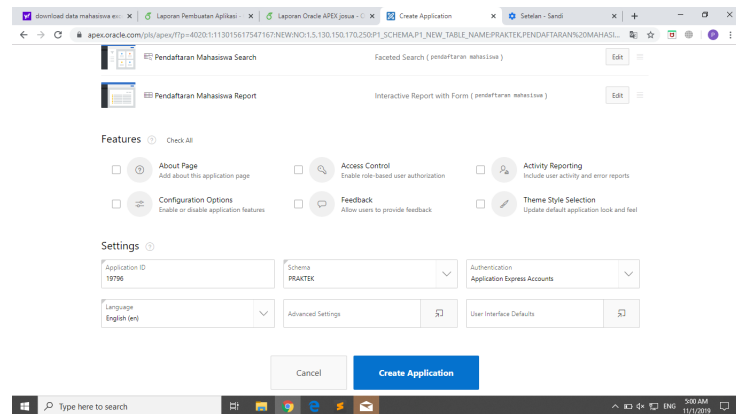 download data mahasiswa exc
Laporan Pembuatan Aplikasi -
Laporan Oracle APEX josua - G
Create Application
Setelan - Sandi
apex.oracle.com/pls/apex/f?p=4020:1:113015617547167:NEW:NO:1,5,130,150,170,250:P1_SCHEMA,P1_NEW_TABLE_NAME:PRAKTEK,PENDAFTARAN%20MAHASI...
Pendaftaran Mahasiswa Search
Faceted Search ( pendaftaran mahasiswa )
Edit
Pendaftaran Mahasiswa Report
Interactive Report with Form ( pendaftaran mahasiswa )
Edit
Features
Check All
About Page
Add about this application page
Access Control
Enable role-based user authorization
Activity Reporting
Include user activity and error reports
Configuration Options
Enable or disable application features
Feedback
Allow users to provide feedback
Theme Style Selection
Update default application look and feel
Settings
Application ID
19796
Schema
PRAKTEK
Authentication
Application Express Accounts
Language
English (en)
Advanced Settings
User Interface Defaults
Cancel
Create Application
Type here to search
ENG
5:00 AM
11/1/2019